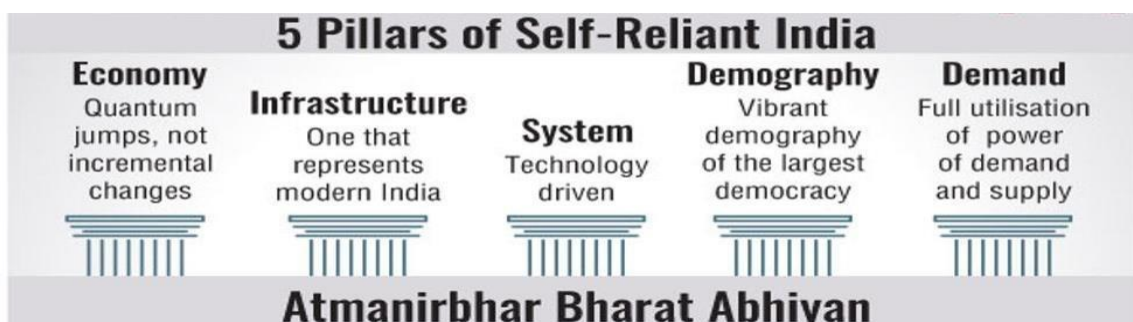 5 Pillars of Self-Reliant India
Economy
Quantum
jumps, not
incremental
changes
Infrastructure
One that
represents
modern India
System
Technology
driven
Demography
Vibrant
demography
of the largest
democracy
Demand
Full utilisation
of power
of demand
and supply
Atmanirbhar Bharat Abhiyan